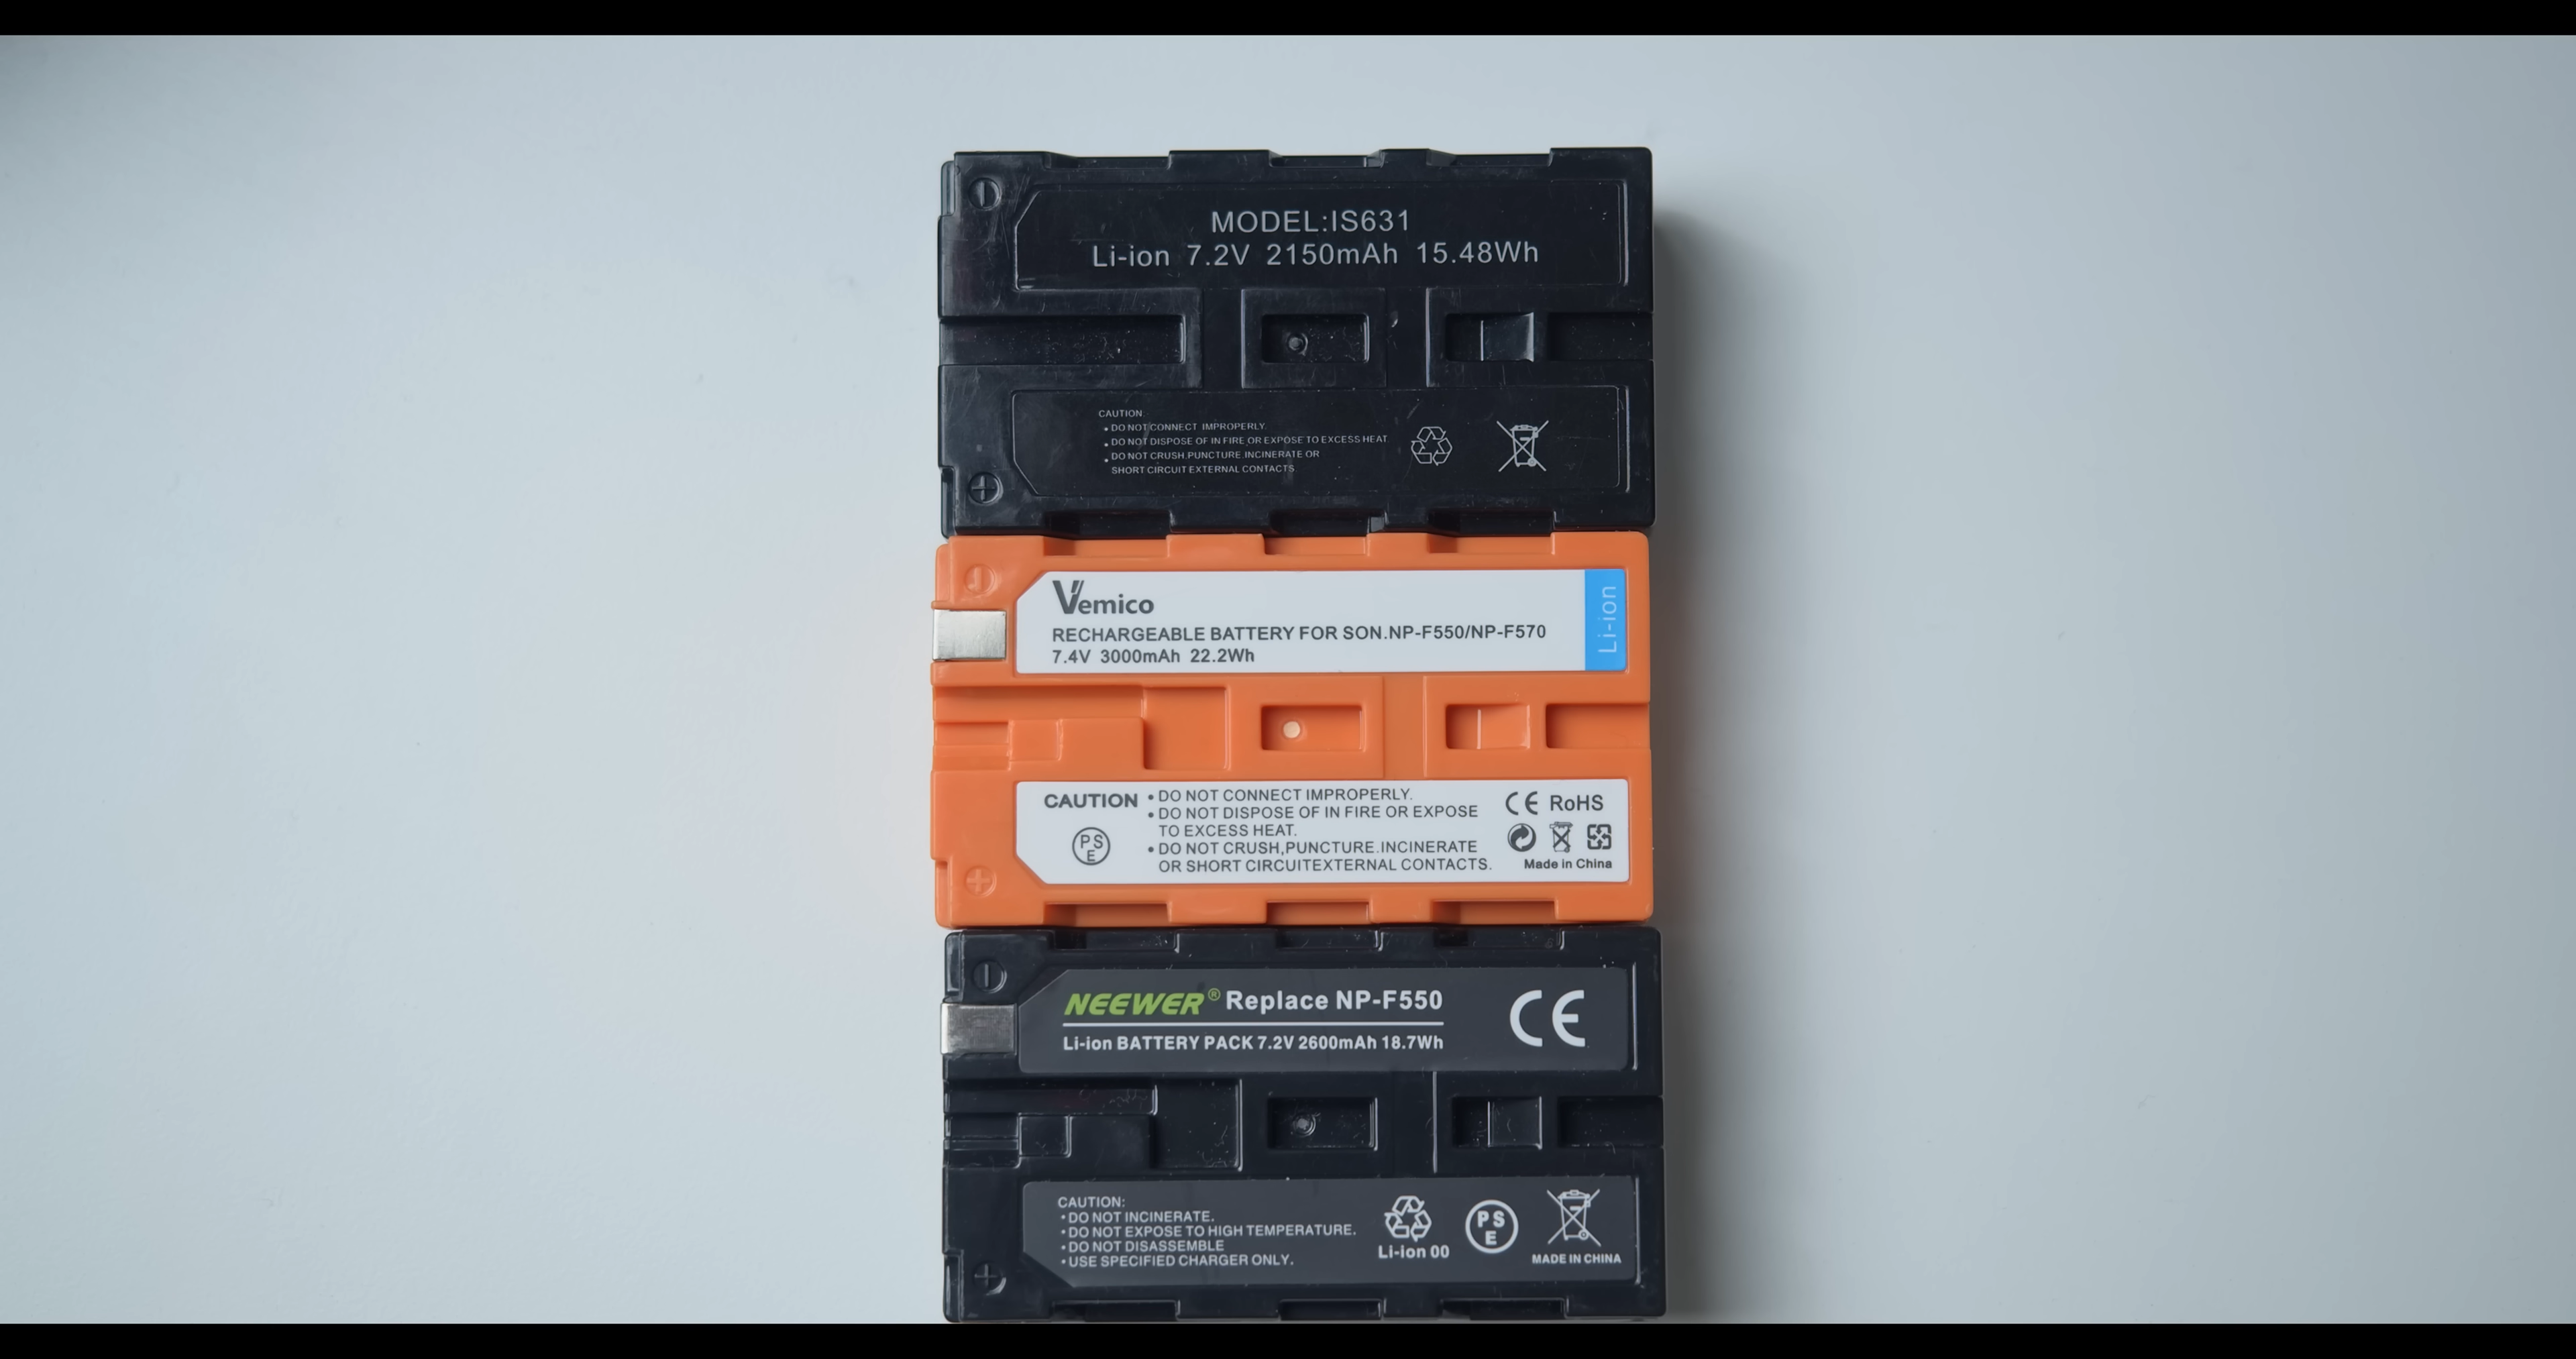 MODEL:IS631
Li-ion 7.2V 2150mAh 15.48Wh
CAUTION
• DO NOT CONNECT IMPROPERLY.
• DO NOT DISPOSE OF IN FIRE OR EXPOSE TO EXCESS HEAT
• DO NOT CRUSH.PUNCTURE.INCINERATE OR
SHORT CIRCUIT EXTERNAL CONTACTS
Vemico
RECHARGEABLE BATTERY FOR SON.NP-F550/NP-F570
7.4V 3000mAh 22.2Wh
Li-ion
CAUTION
• DO NOT CONNECT IMPROPERLY.
• DO NOT DISPOSE OF IN FIRE OR EXPOSE
TO EXCESS HEAT.
• DO NOT CRUSH,PUNCTURE.INCINERATE
OR SHORT CIRCUITEXTERNAL CONTACTS.
PSE
CE RoHS
Made in China
NEEWER® Replace NP-F550
Li-ion BATTERY PACK 7.2V 2600mAh 18.7Wh
CE
CAUTION:
• DO NOT INCINERATE.
• DO NOT EXPOSE TO HIGH TEMPERATURE.
• DO NOT DISASSEMBLE
• USE SPECIFIED CHARGER ONLY.
Li-ion 00
PSE
MADE IN CHINA